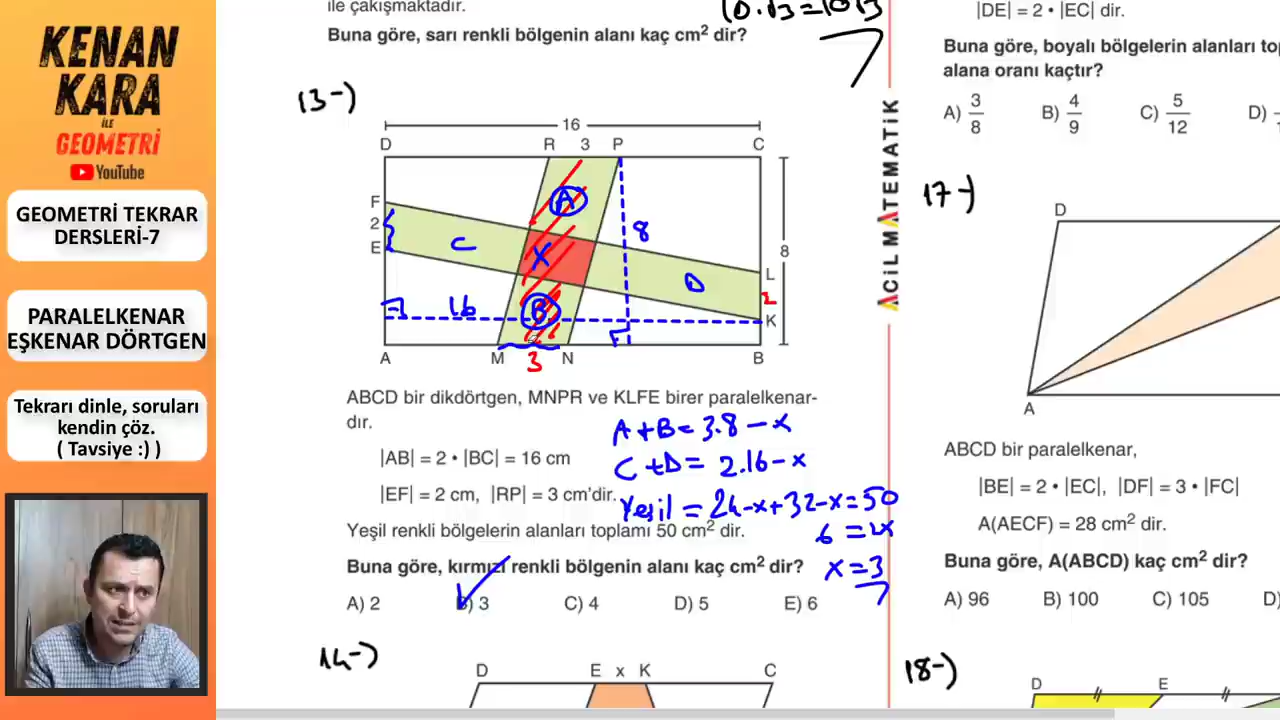 KENAN
KARA
İLE
GEOMETRİ
YouTube
GEOMETRİ TEKRAR
DERSLERİ-7
PARALELKENAR
EŞKENAR DÖRTGEN
Tekrarı dinle, soruları
kendin çöz.
( Tavsiye :) )
ile çakışmaktadır.
Buna göre, sarı renkli bölgenin alanı kaç cm² dir?
13-)
16
D R 3 P C
F
2
E
A
8
8
C
X
D
L
2
K
16
B
A M 3 N B
ABCD bir dikdörtgen, MNPR ve KLFE birer paralelkenar-
dır.
|AB| = 2 • |BC| = 16 cm
|EF| = 2 cm, |RP| = 3 cm'dir.
Yeşil renkli bölgelerin alanları toplamı 50 cm² dir.
A+B = 3.8 - x
C+D = 2.16 - x
Yeşil = 24-x+32-x=50
6 = 2x
x = 3
Buna göre, kırmızı renkli bölgenin alanı kaç cm² dir?
A) 2 B) 3 C) 4 D) 5 E) 6
14-)
D E x K C
ACİL MATEMATİK
|DE| = 2 • |EC| dir.
Buna göre, boyalı bölgelerin alanları
alana oranı kaçtır?
A) 3/8 B) 4/9 C) 5/12 D)
17-)
D
A
ABCD bir paralelkenar,
|BE| = 2 • |EC|, |DF| = 3 • |FC|
A(AECF) = 28 cm² dir.
Buna göre, A(ABCD) kaç cm² dir?
A) 96 B) 100 C) 105 D)
18-)
D E